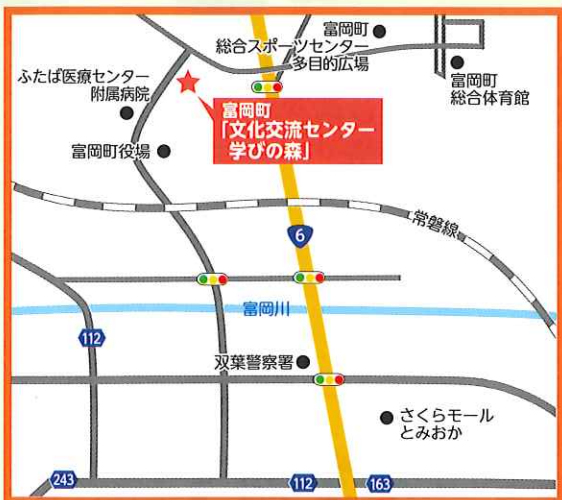 富岡町
総合スポーツセンター
多目的広場
富岡町
総合体育館
ふたば医療センター
附属病院
富岡町
「文化交流センター
学びの森」
富岡町役場
常磐線
6
富岡川
112
双葉警察署
さくらモール
とみおか
243
112
163